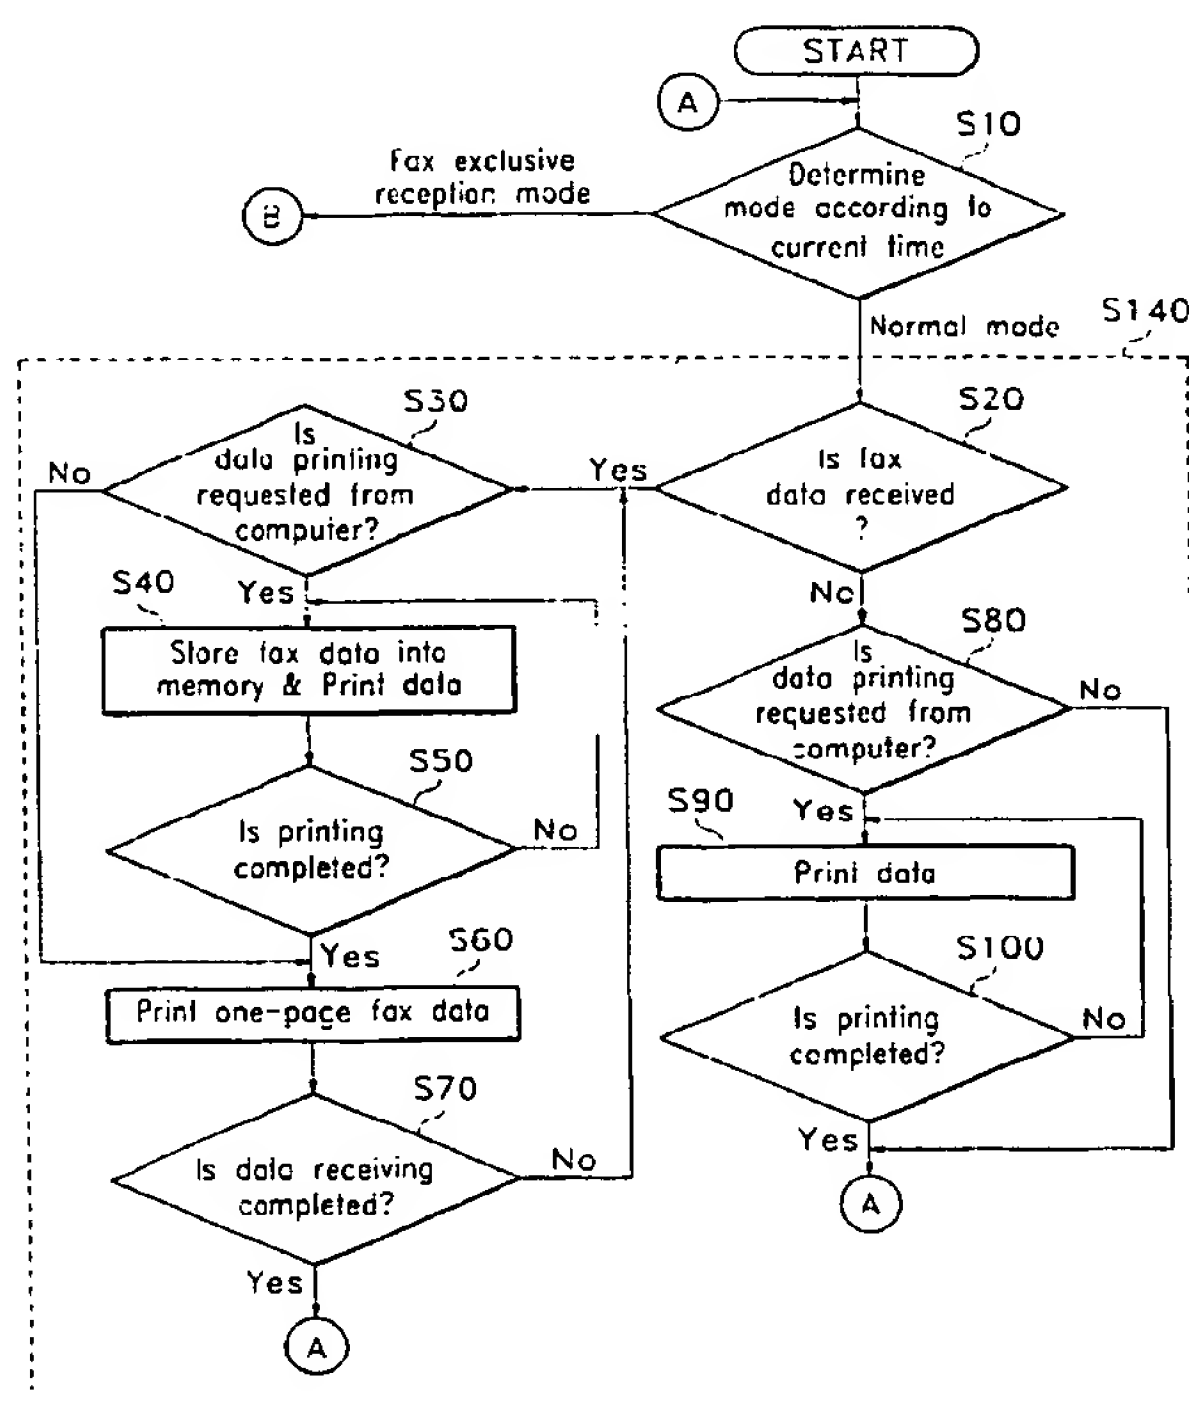 START
A
S10
Fax exclusive
reception mode
B
Determine
mode according to
current time
Normal mode
S140
S30
S20
Is
data printing
requested from
computer?
No
Yes
Is fax
data received
?
S40
Yes
No
Store fax data into
memory & Print data
S80
Is
data printing
requested from
computer?
No
S50
Is printing
completed?
No
S90
Yes
Print data
Yes
S60
S100
Print one-page fax data
Is printing
completed?
No
S70
Yes
Is data receiving
completed?
No
A
Yes
A